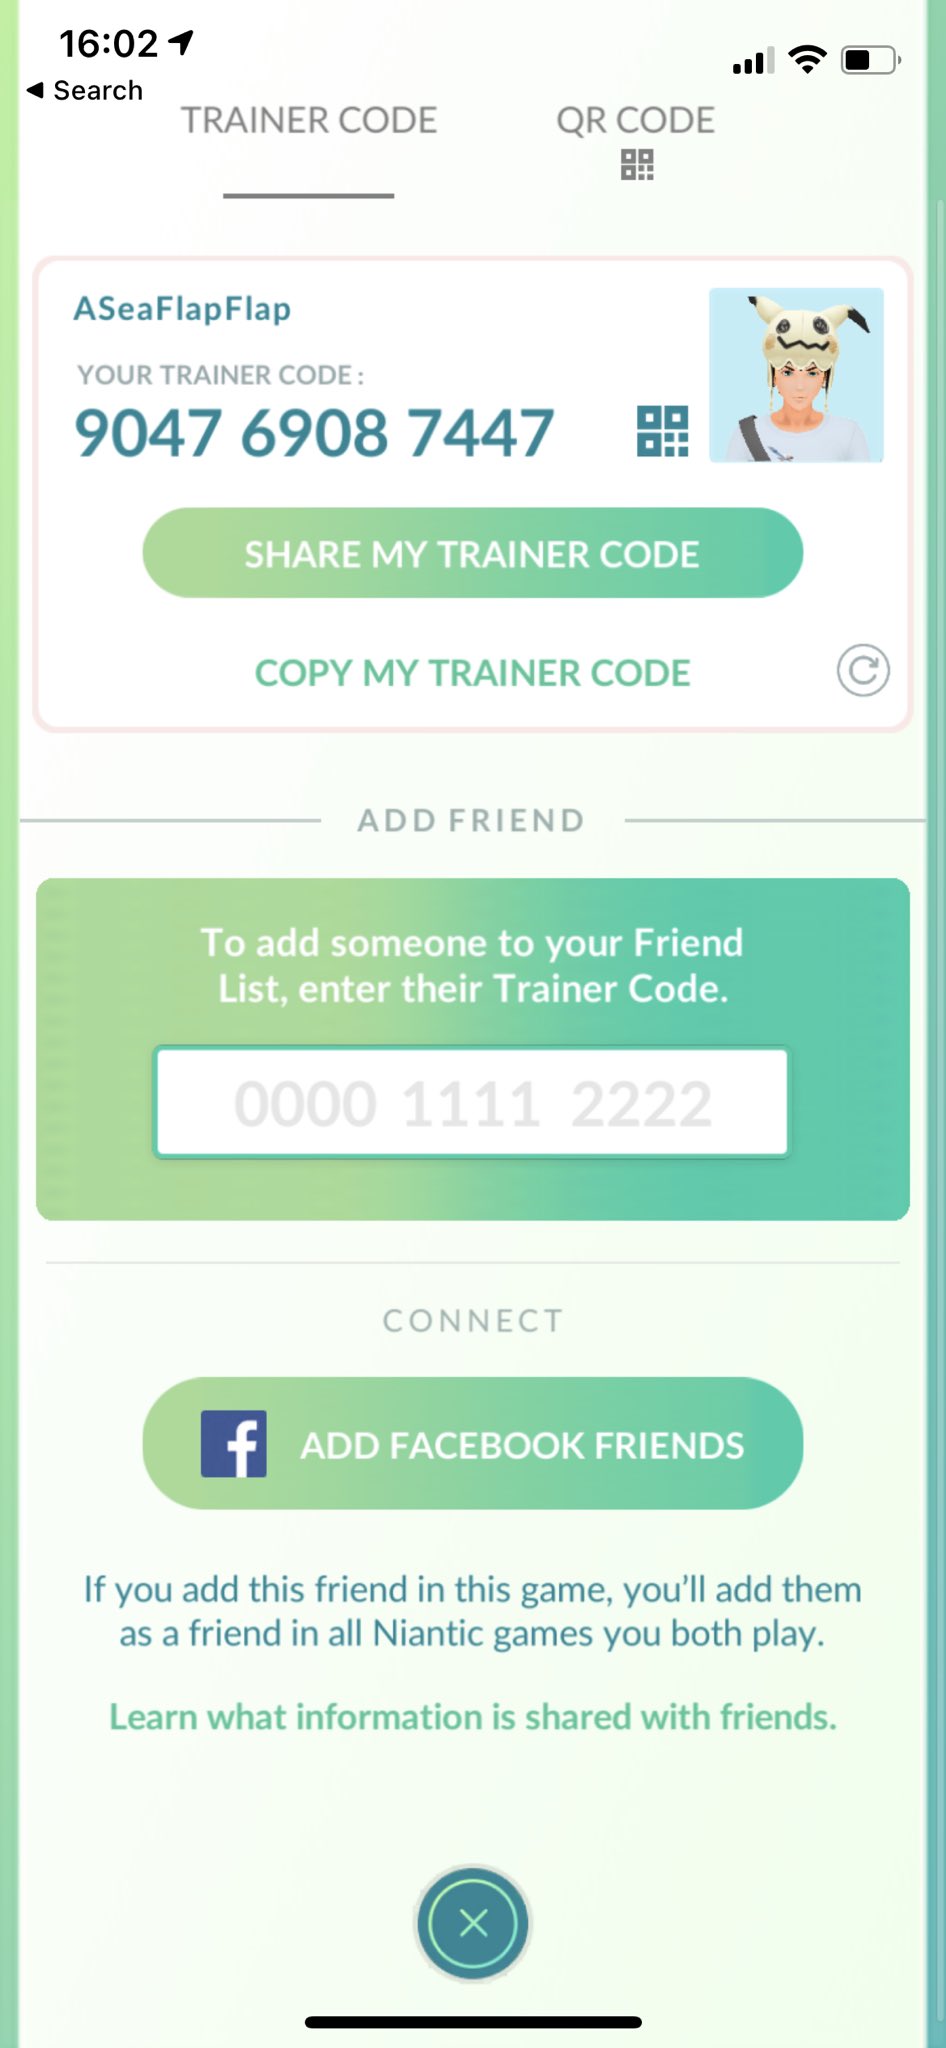 16:02
◀ Search
TRAINER CODE
QR CODE
ASeaFlapFlap
YOUR TRAINER CODE :
9047 6908 7447
SHARE MY TRAINER CODE
COPY MY TRAINER CODE
ADD FRIEND
To add someone to your Friend
List, enter their Trainer Code.
0000 1111 2222
CONNECT
f ADD FACEBOOK FRIENDS
If you add this friend in this game, you’ll add them
as a friend in all Niantic games you both play.
Learn what information is shared with friends.